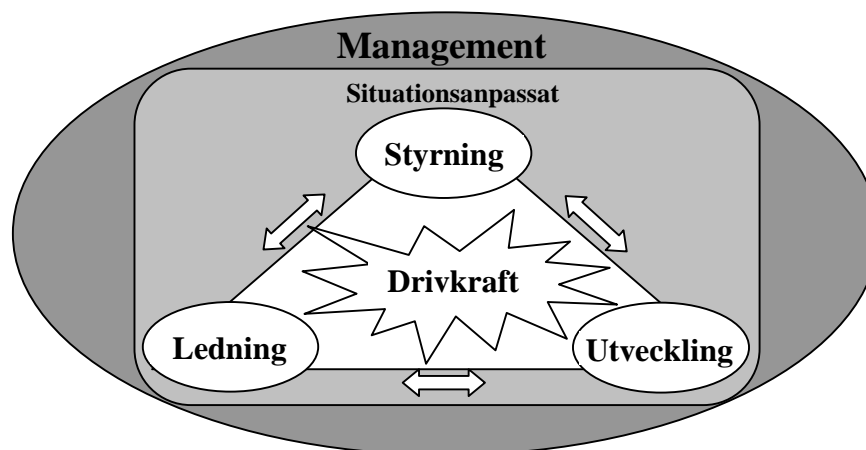 Management
Situationsanpassat
Styrning
Drivkraft
Ledning
Utveckling